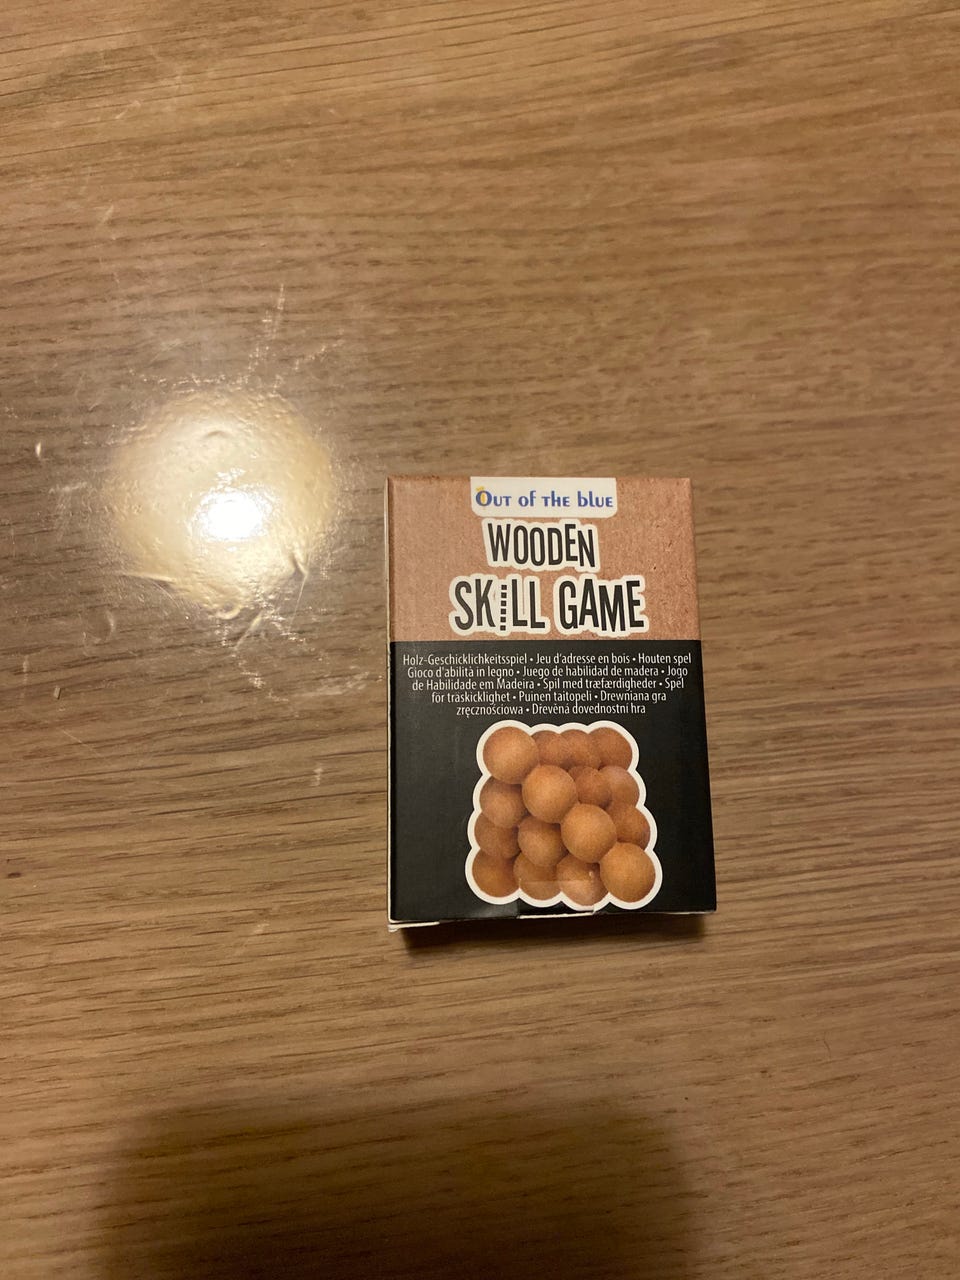 OUT OF THE blUE
WOODEN
SKiLL GAME
Holz-Geschicklichkeitsspiel • Jeu d'adresse en bois • Houten spel
Gioco d'abilità in legno • Juego de habilidad de madera • Jogo
de Habilidade em Madeira • Spil med træfærdigheder • Spel
för träskicklighet • Puinen taitopeli • Drewniana gra
zręcznościowa • Dřevěná dovednostní hra